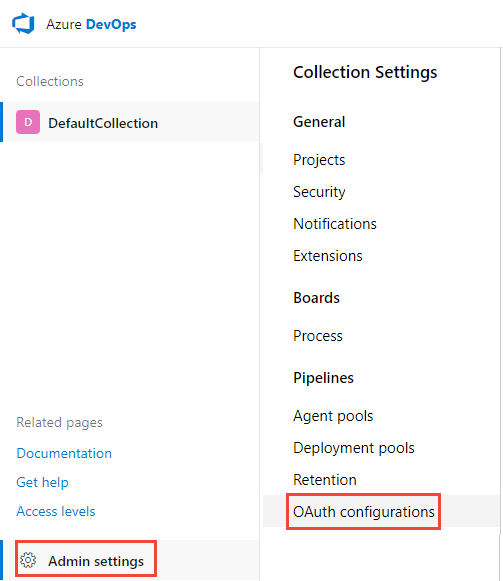 Azure DevOps
Collections
D
DefaultCollection
Related pages
Documentation
Get help
Access levels
Admin settings
Collection Settings
General
Projects
Security
Notifications
Extensions
Boards
Process
Pipelines
Agent pools
Deployment pools
Retention
OAuth configurations